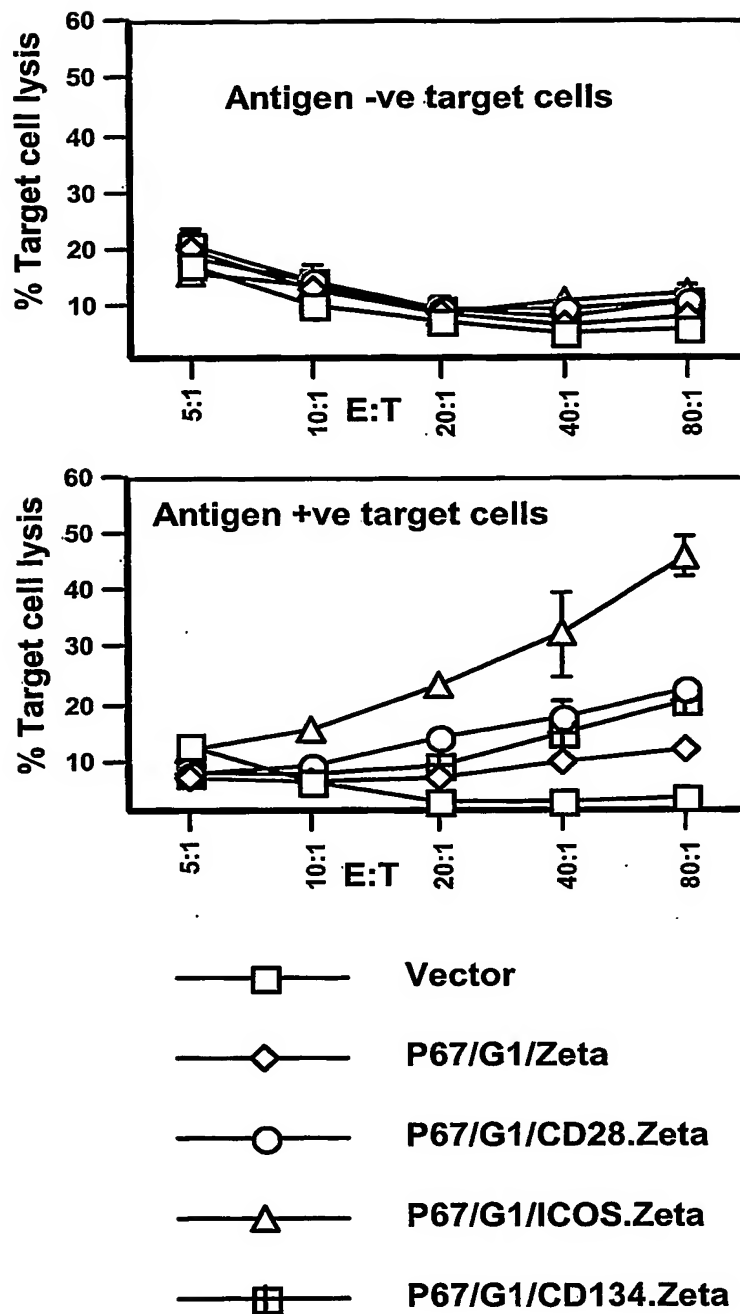 % Target cell lysis
60
50
40
30
20
10
Antigen -ve target cells
5:1
10:1
E:T
20:1
40:1
80:1
% Target cell lysis
60
50
40
30
20
10
Antigen +ve target cells
5:1
10:1
E:T
20:1
40:1
80:1
Vector
P67/G1/Zeta
P67/G1/CD28.Zeta
P67/G1/ICOS.Zeta
P67/G1/CD134.Zeta